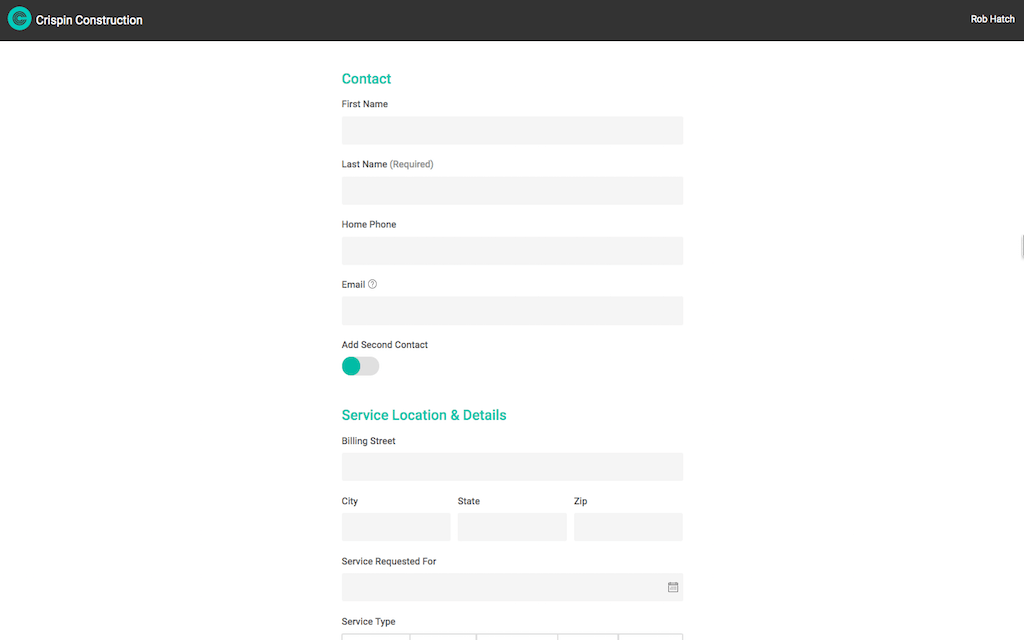 Crispin Construction
Rob Hatch
Contact
First Name
Last Name (Required)
Home Phone
Email ?
Add Second Contact
Service Location & Details
Billing Street
City State Zip
Service Requested For
Service Type